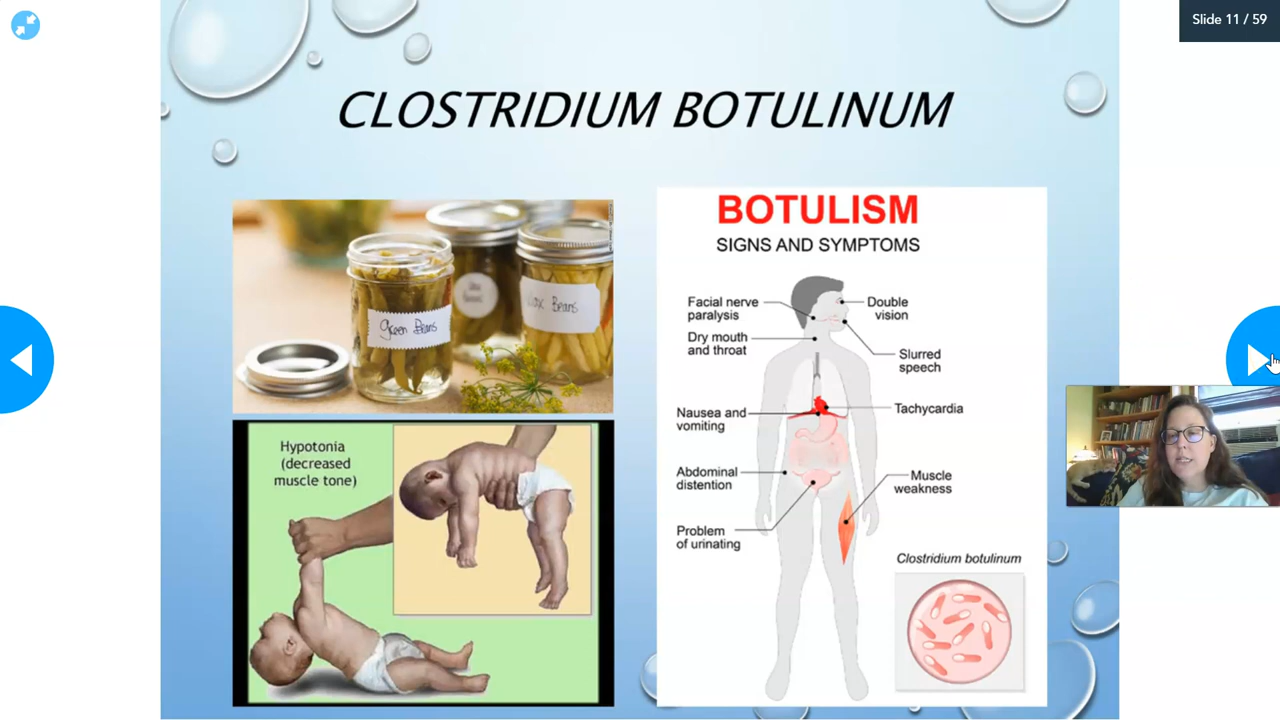 Slide 11 / 59
CLOSTRIDIUM BOTULINUM
Green Beans
Wax Beans
Hypotonia
(decreased
muscle tone)
BOTULISM
SIGNS AND SYMPTOMS
Facial nerve
paralysis
Double
vision
Dry mouth
and throat
Slurred
speech
Nausea and
vomiting
Tachycardia
Abdominal
distention
Muscle
weakness
Problem
of urinating
Clostridium botulinum